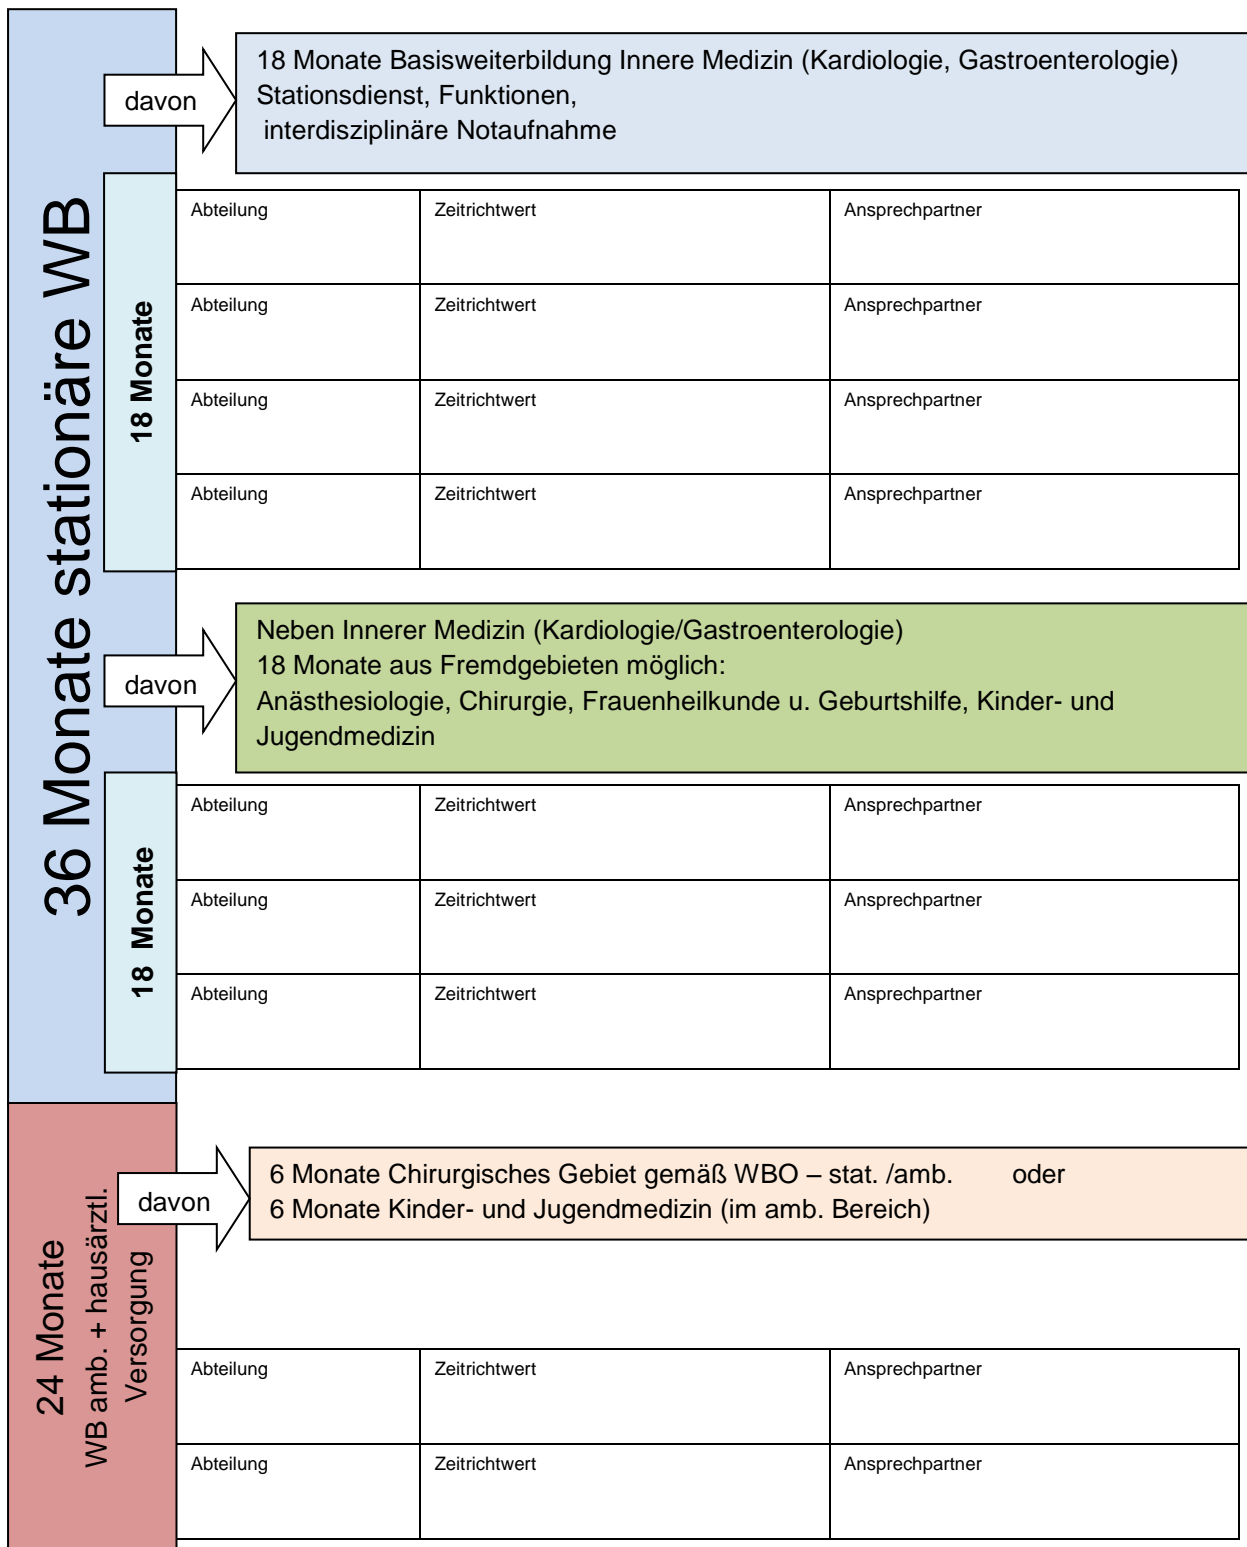 36 Monate stationäre WB
davon
18 Monate Basisweiterbildung Innere Medizin (Kardiologie, Gastroenterologie)
Stationsdienst, Funktionen,
interdisziplinäre Notaufnahme
18 Monate
Abteilung Zeitrichtwert Ansprechpartner
Abteilung Zeitrichtwert Ansprechpartner
Abteilung Zeitrichtwert Ansprechpartner
Abteilung Zeitrichtwert Ansprechpartner
davon
Neben Innerer Medizin (Kardiologie/Gastroenterologie)
18 Monate aus Fremdgebieten möglich:
Anästhesiologie, Chirurgie, Frauenheilkunde u. Geburtshilfe, Kinder- und
Jugendmedizin
18 Monate
Abteilung Zeitrichtwert Ansprechpartner
Abteilung Zeitrichtwert Ansprechpartner
Abteilung Zeitrichtwert Ansprechpartner
24 Monate
WB amb. + hausärztl.
Versorgung
davon
6 Monate Chirurgisches Gebiet gemäß WBO – stat. /amb. oder
6 Monate Kinder- und Jugendmedizin (im amb. Bereich)
Abteilung Zeitrichtwert Ansprechpartner
Abteilung Zeitrichtwert Ansprechpartner